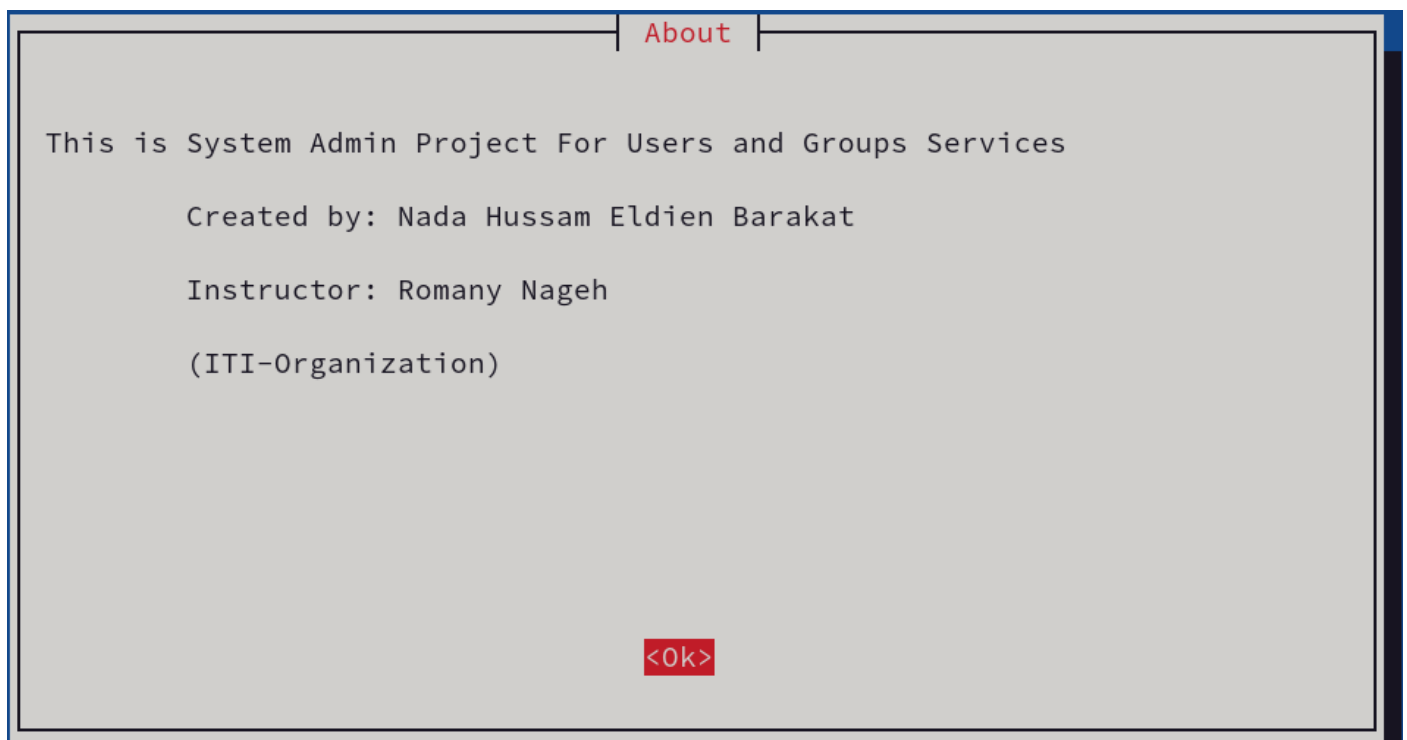 About
This is System Admin Project For Users and Groups Services
Created by: Nada Hussam Eldien Barakat
Instructor: Romany Nageh
(ITI-Organization)
<Ok>